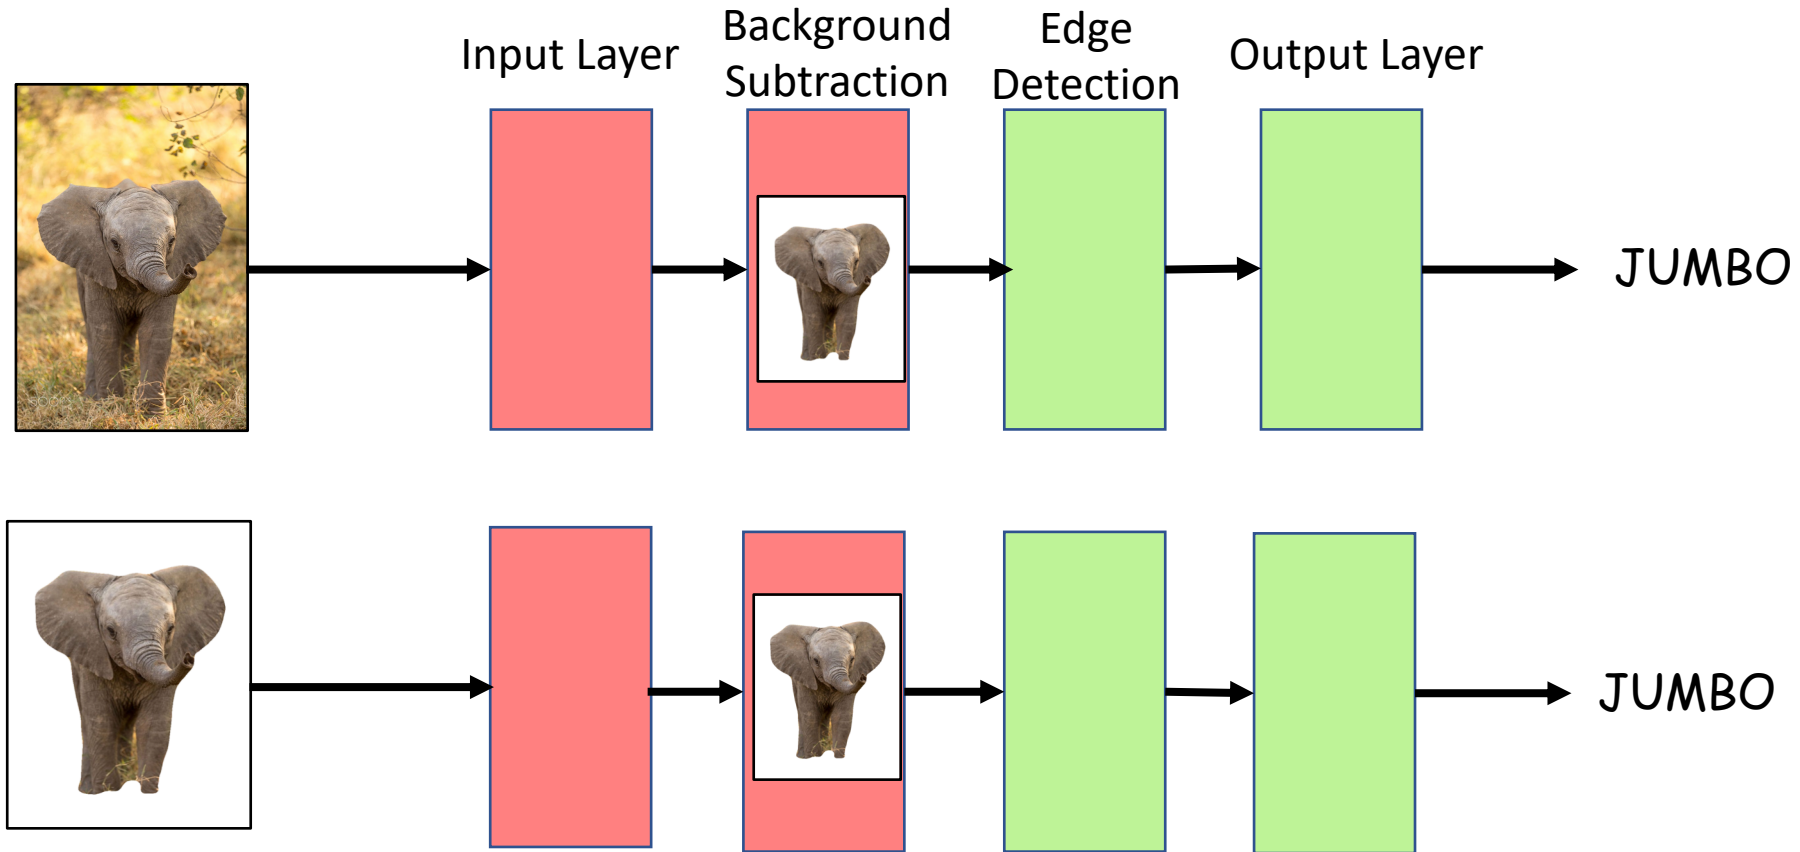 Input Layer
Background
Subtraction
Edge
Detection
Output Layer
JUMBO
JUMBO